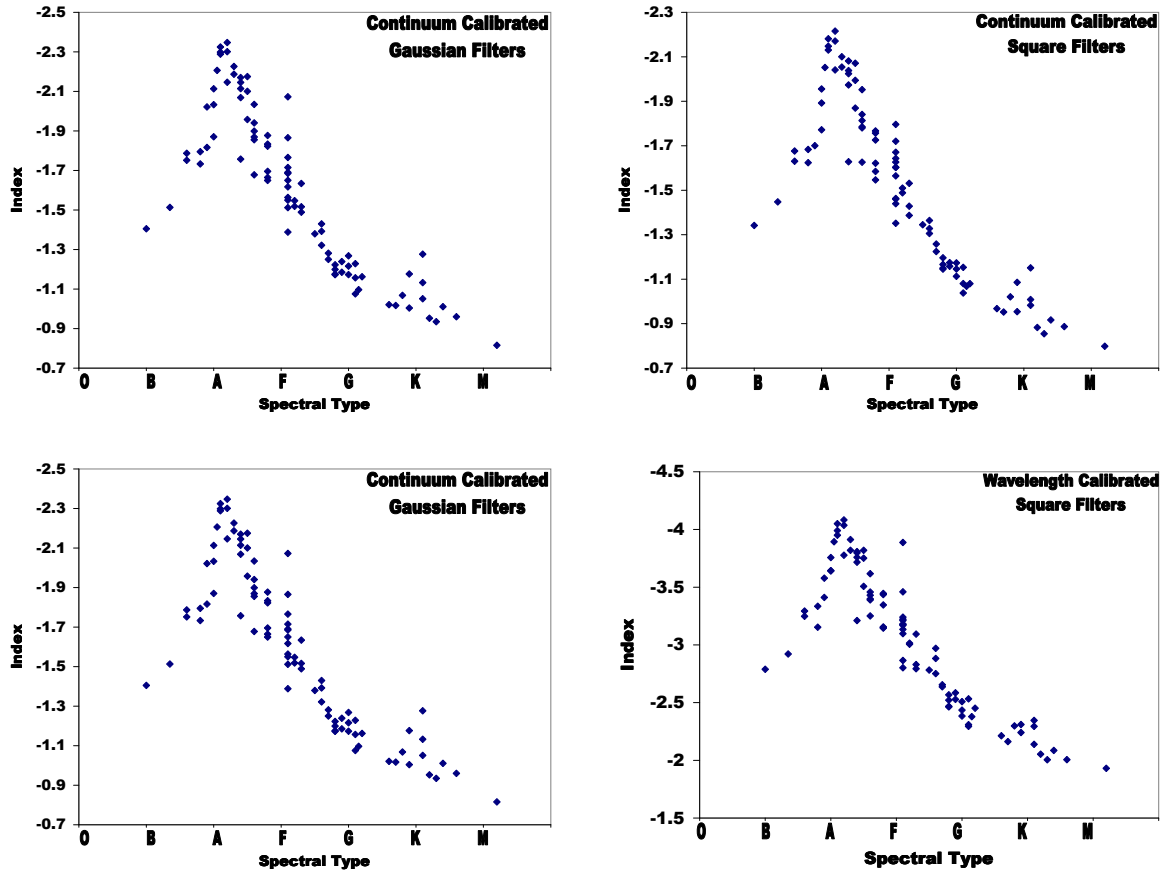 Continuum Calibrated
Gaussian Filters
-2.5
-2.3
-2.1
-1.9
-1.7
-1.5
-1.3
-1.1
-0.9
-0.7
Index
O B A F G K M
Spectral Type
Continuum Calibrated
Square Filters
-2.3
-2.1
-1.9
-1.7
-1.5
-1.3
-1.1
-0.9
-0.7
Index
O B A F G K M
Spectral Type
Continuum Calibrated
Gaussian Filters
-2.5
-2.3
-2.1
-1.9
-1.7
-1.5
-1.3
-1.1
-0.9
-0.7
Index
O B A F G K M
Spectral Type
Wavelength Calibrated
Square Filters
-4.5
-4
-3.5
-3
-2.5
-2
-1.5
Index
O B A F G K M
Spectral Type